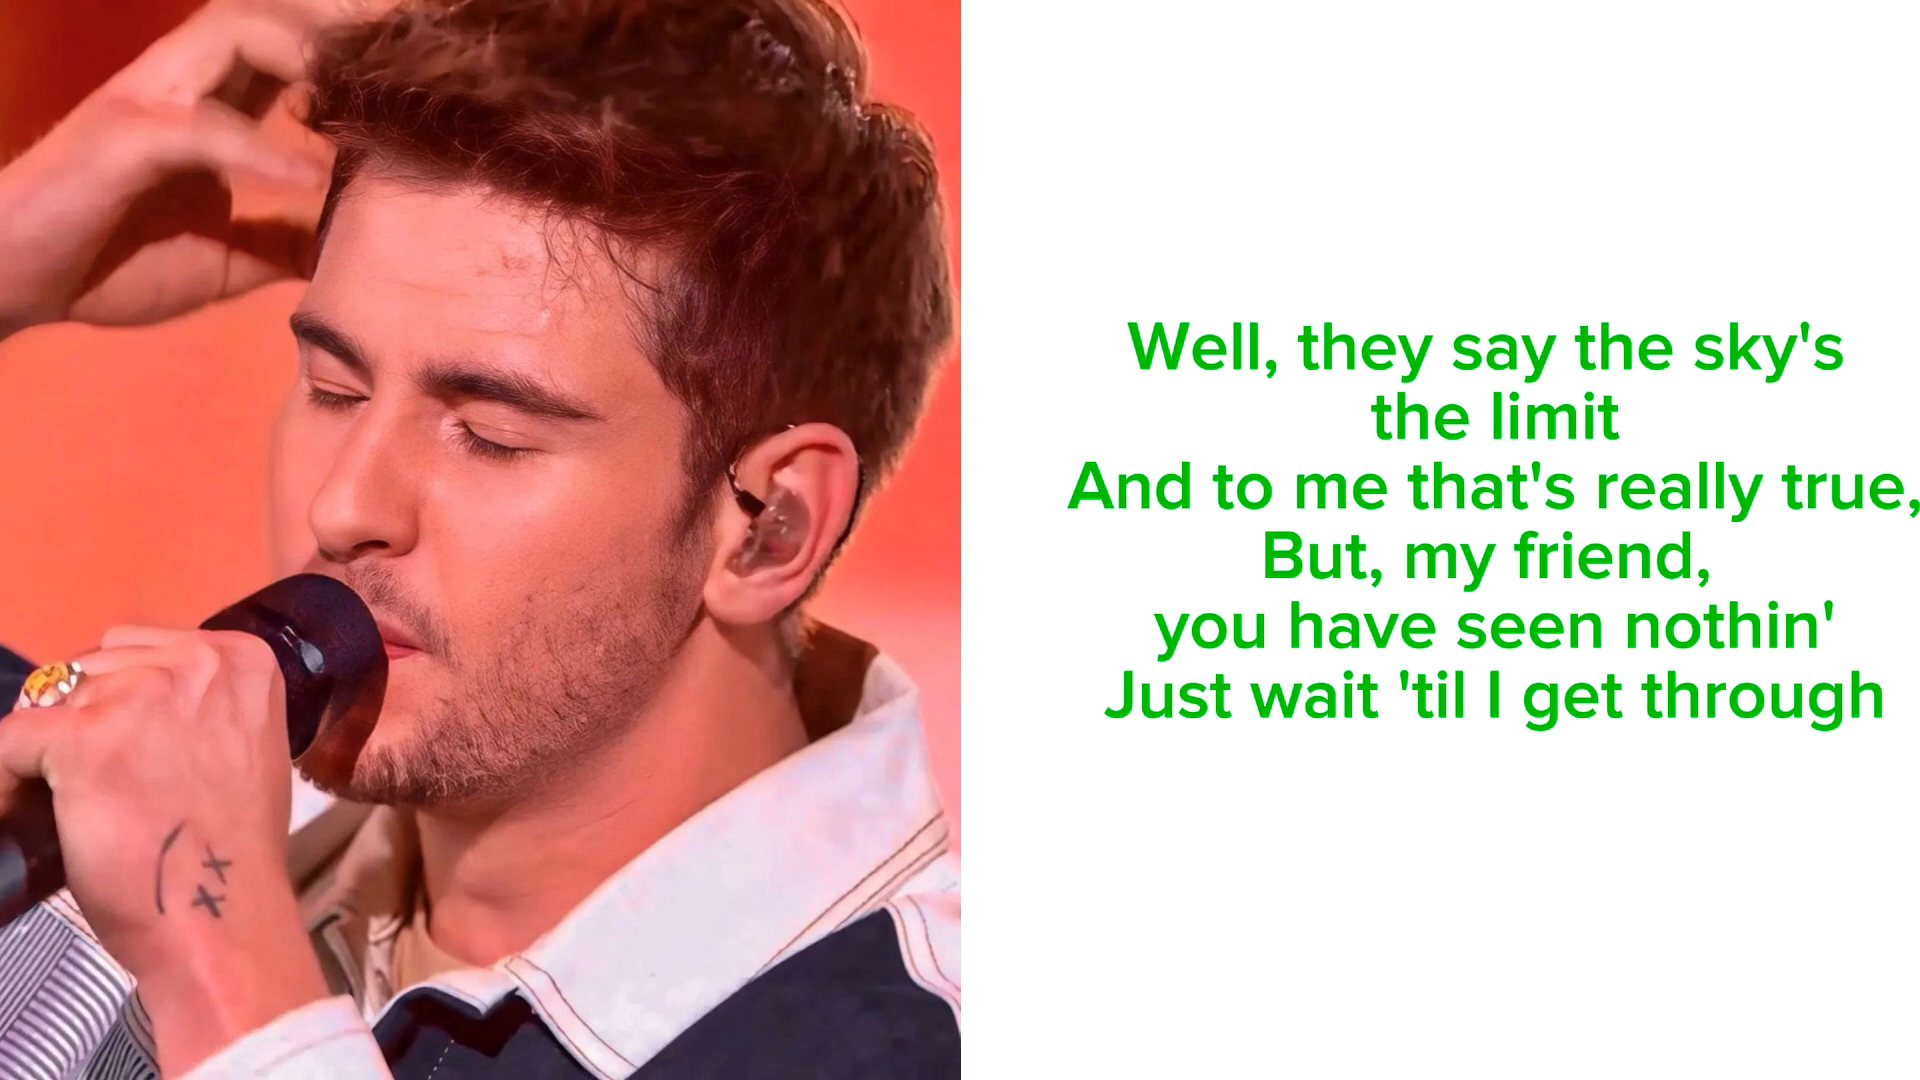 Well, they say the sky's
the limit
And to me that's really true,
But, my friend,
you have seen nothin'
Just wait 'til I get through